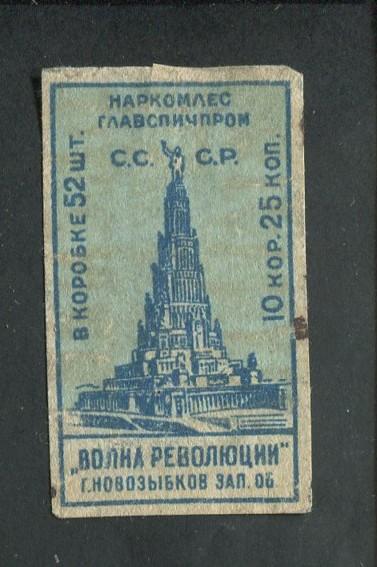 НАРКОМЛЕС
ГЛАВСПИЧПРОМ
С.С. С.Р.
В КОРОБКЕ 52 ШТ.
10 КОР. 25 КОП.
„ВОЛНА РЕВОЛЮЦИИ"
Г. НОВОЗЫБКОВ ЗАП. ОБ.